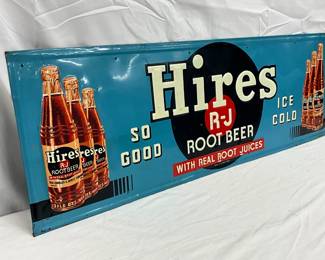 Hires
R-J
ROOT BEER
WITH REAL ROOT JUICES
SO
GOOD
ICE
COLD
Hires
R-J
ROOT BEER